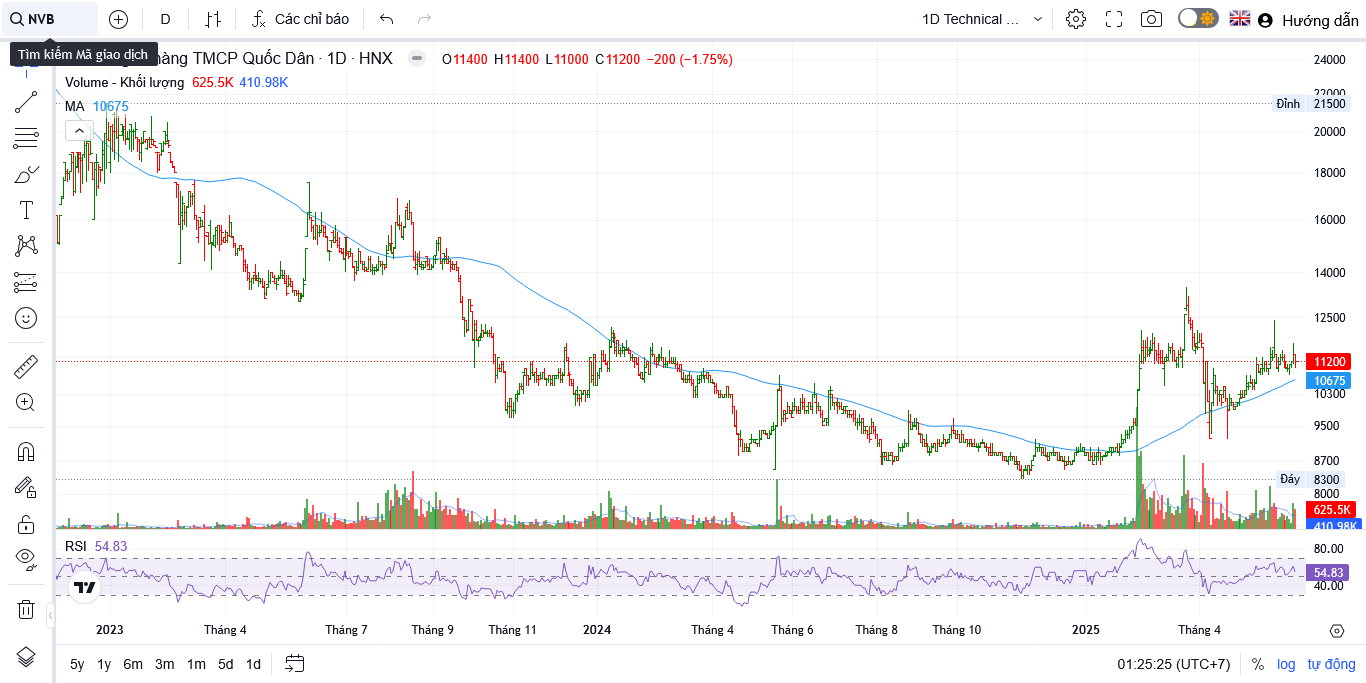 NVB D Các chỉ báo 1D Technical ... Hướng dẫn
Tìm kiếm Mã giao dịch
hàng TMCP Quốc Dân · 1D · HNX O11400 H11400 L11000 C11200 −200 (−1.75%)
Volume - Khối lượng 625.5K 410.98K
MA 10675
24000
22000
Đỉnh 21500
20000
18000
16000
14000
12500
11200
10675
10300
9500
8700
Đáy 8300
8000
625.5K
410.98K
RSI 54.83
80.00
54.83
40.00
2023 Tháng 4 Tháng 7 Tháng 9 Tháng 11 2024 Tháng 4 Tháng 6 Tháng 8 Tháng 10 2025 Tháng 4
5y 1y 6m 3m 1m 5d 1d 01:25:25 (UTC+7) % log tự động